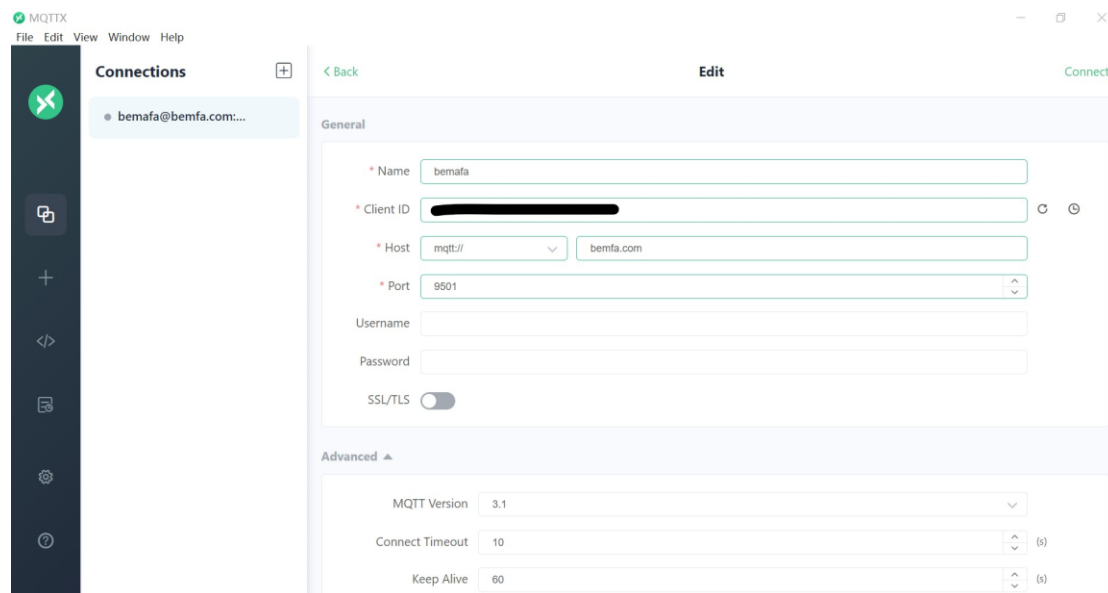 MQTTX
File Edit View Window Help
Connections
< Back
Edit
Connect
bemafa@bemfa.com:...
General
* Name bemafa
* Client ID
* Host mqtt:// bemfa.com
* Port 9501
Username
Password
SSL/TLS
Advanced
MQTT Version 3.1
Connect Timeout 10 (s)
Keep Alive 60 (s)